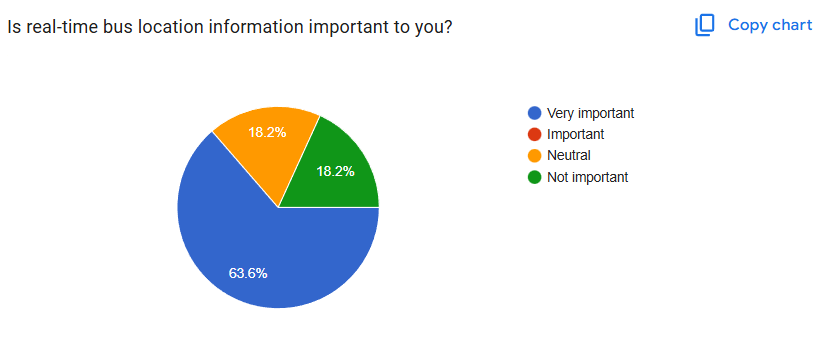 Is real-time bus location information important to you?
Copy chart
Very important
Important
Neutral
Not important
18.2%
18.2%
63.6%